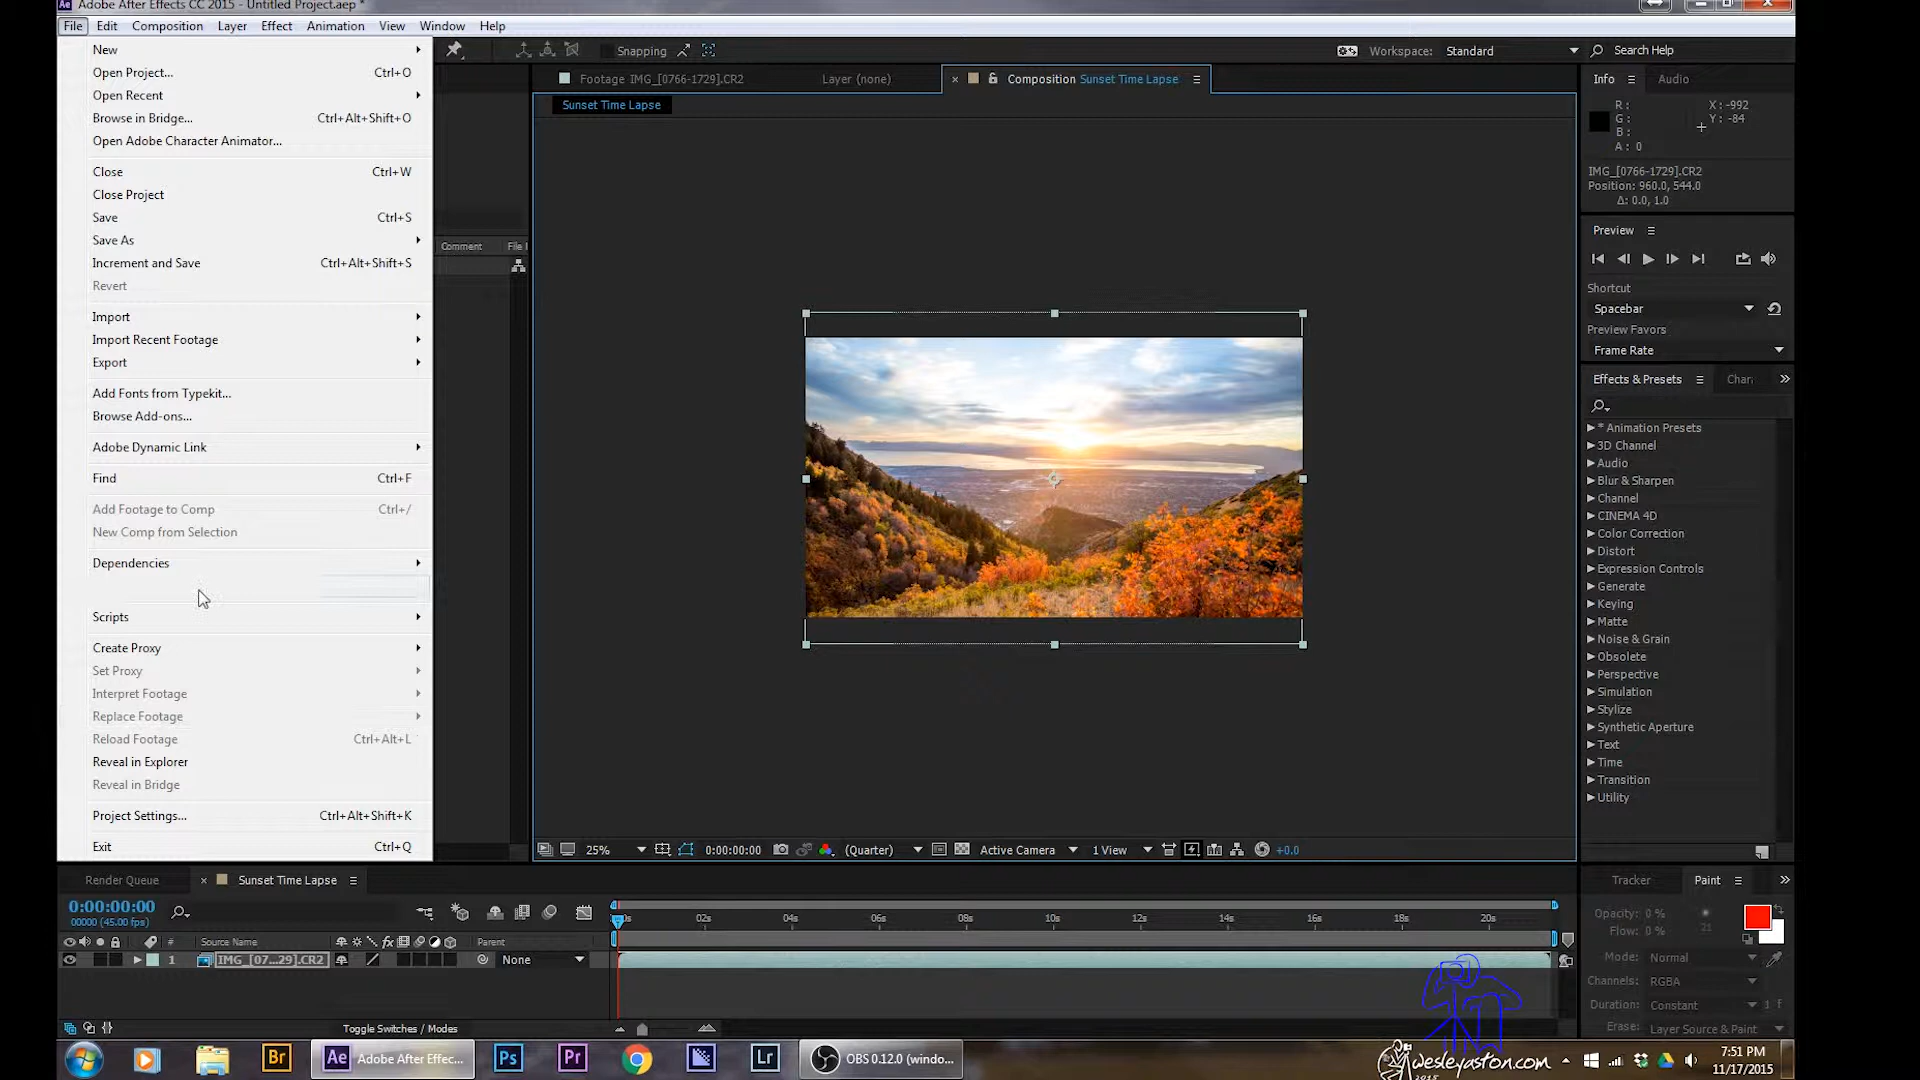 Adobe After Effects CC 2015 - Untitled Project.aep *
File Edit Composition Layer Effect Animation View Window Help
New
Open Project... Ctrl+O
Open Recent
Browse in Bridge... Ctrl+Alt+Shift+O
Open Adobe Character Animator...
Close Ctrl+W
Close Project
Save Ctrl+S
Save As
Increment and Save Ctrl+Alt+Shift+S
Revert
Import
Import Recent Footage
Export
Add Fonts from Typekit...
Browse Add-ons...
Adobe Dynamic Link
Find Ctrl+F
Add Footage to Comp Ctrl+/
New Comp from Selection
Dependencies
Scripts
Create Proxy
Set Proxy
Interpret Footage
Replace Footage
Reload Footage Ctrl+Alt+L
Reveal in Explorer
Reveal in Bridge
Project Settings... Ctrl+Alt+Shift+K
Exit Ctrl+Q
Comment File
Snapping
Workspace: Standard Search Help
Footage IMG_[0766-1729].CR2 Layer (none) Composition Sunset Time Lapse
Sunset Time Lapse
25% 0:00:00:00 (Quarter) Active Camera 1 View +0.0
Info Audio
R: X: -992
G: Y: -84
B:
A: 0
IMG_[0766-1729].CR2
Position: 960.0, 544.0
Δ: 0.0, 1.0
Preview
Shortcut
Spacebar
Preview Favors
Frame Rate
Effects & Presets Char
* Animation Presets
3D Channel
Audio
Blur & Sharpen
Channel
CINEMA 4D
Color Correction
Distort
Expression Controls
Generate
Keying
Matte
Noise & Grain
Obsolete
Perspective
Simulation
Stylize
Synthetic Aperture
Text
Time
Transition
Utility
Render Queue Sunset Time Lapse
0:00:00:00
00000 (45.00 fps)
0s 02s 04s 06s 08s 10s 12s 14s 16s 18s 20s
# Source Name fx Parent
1 IMG_[07...29].CR2 None
Toggle Switches / Modes
Tracker Paint
Opacity: 0 %
Flow: 0 % 21
Mode: Normal
Channels: RGBA
Duration: Constant 1 f
Erase: Layer Source & Paint
Br Ae Adobe After Effec... Ps Pr Lr OBS 0.12.0 (windo...
wesleyaston.com
2015
7:51 PM
11/17/2015